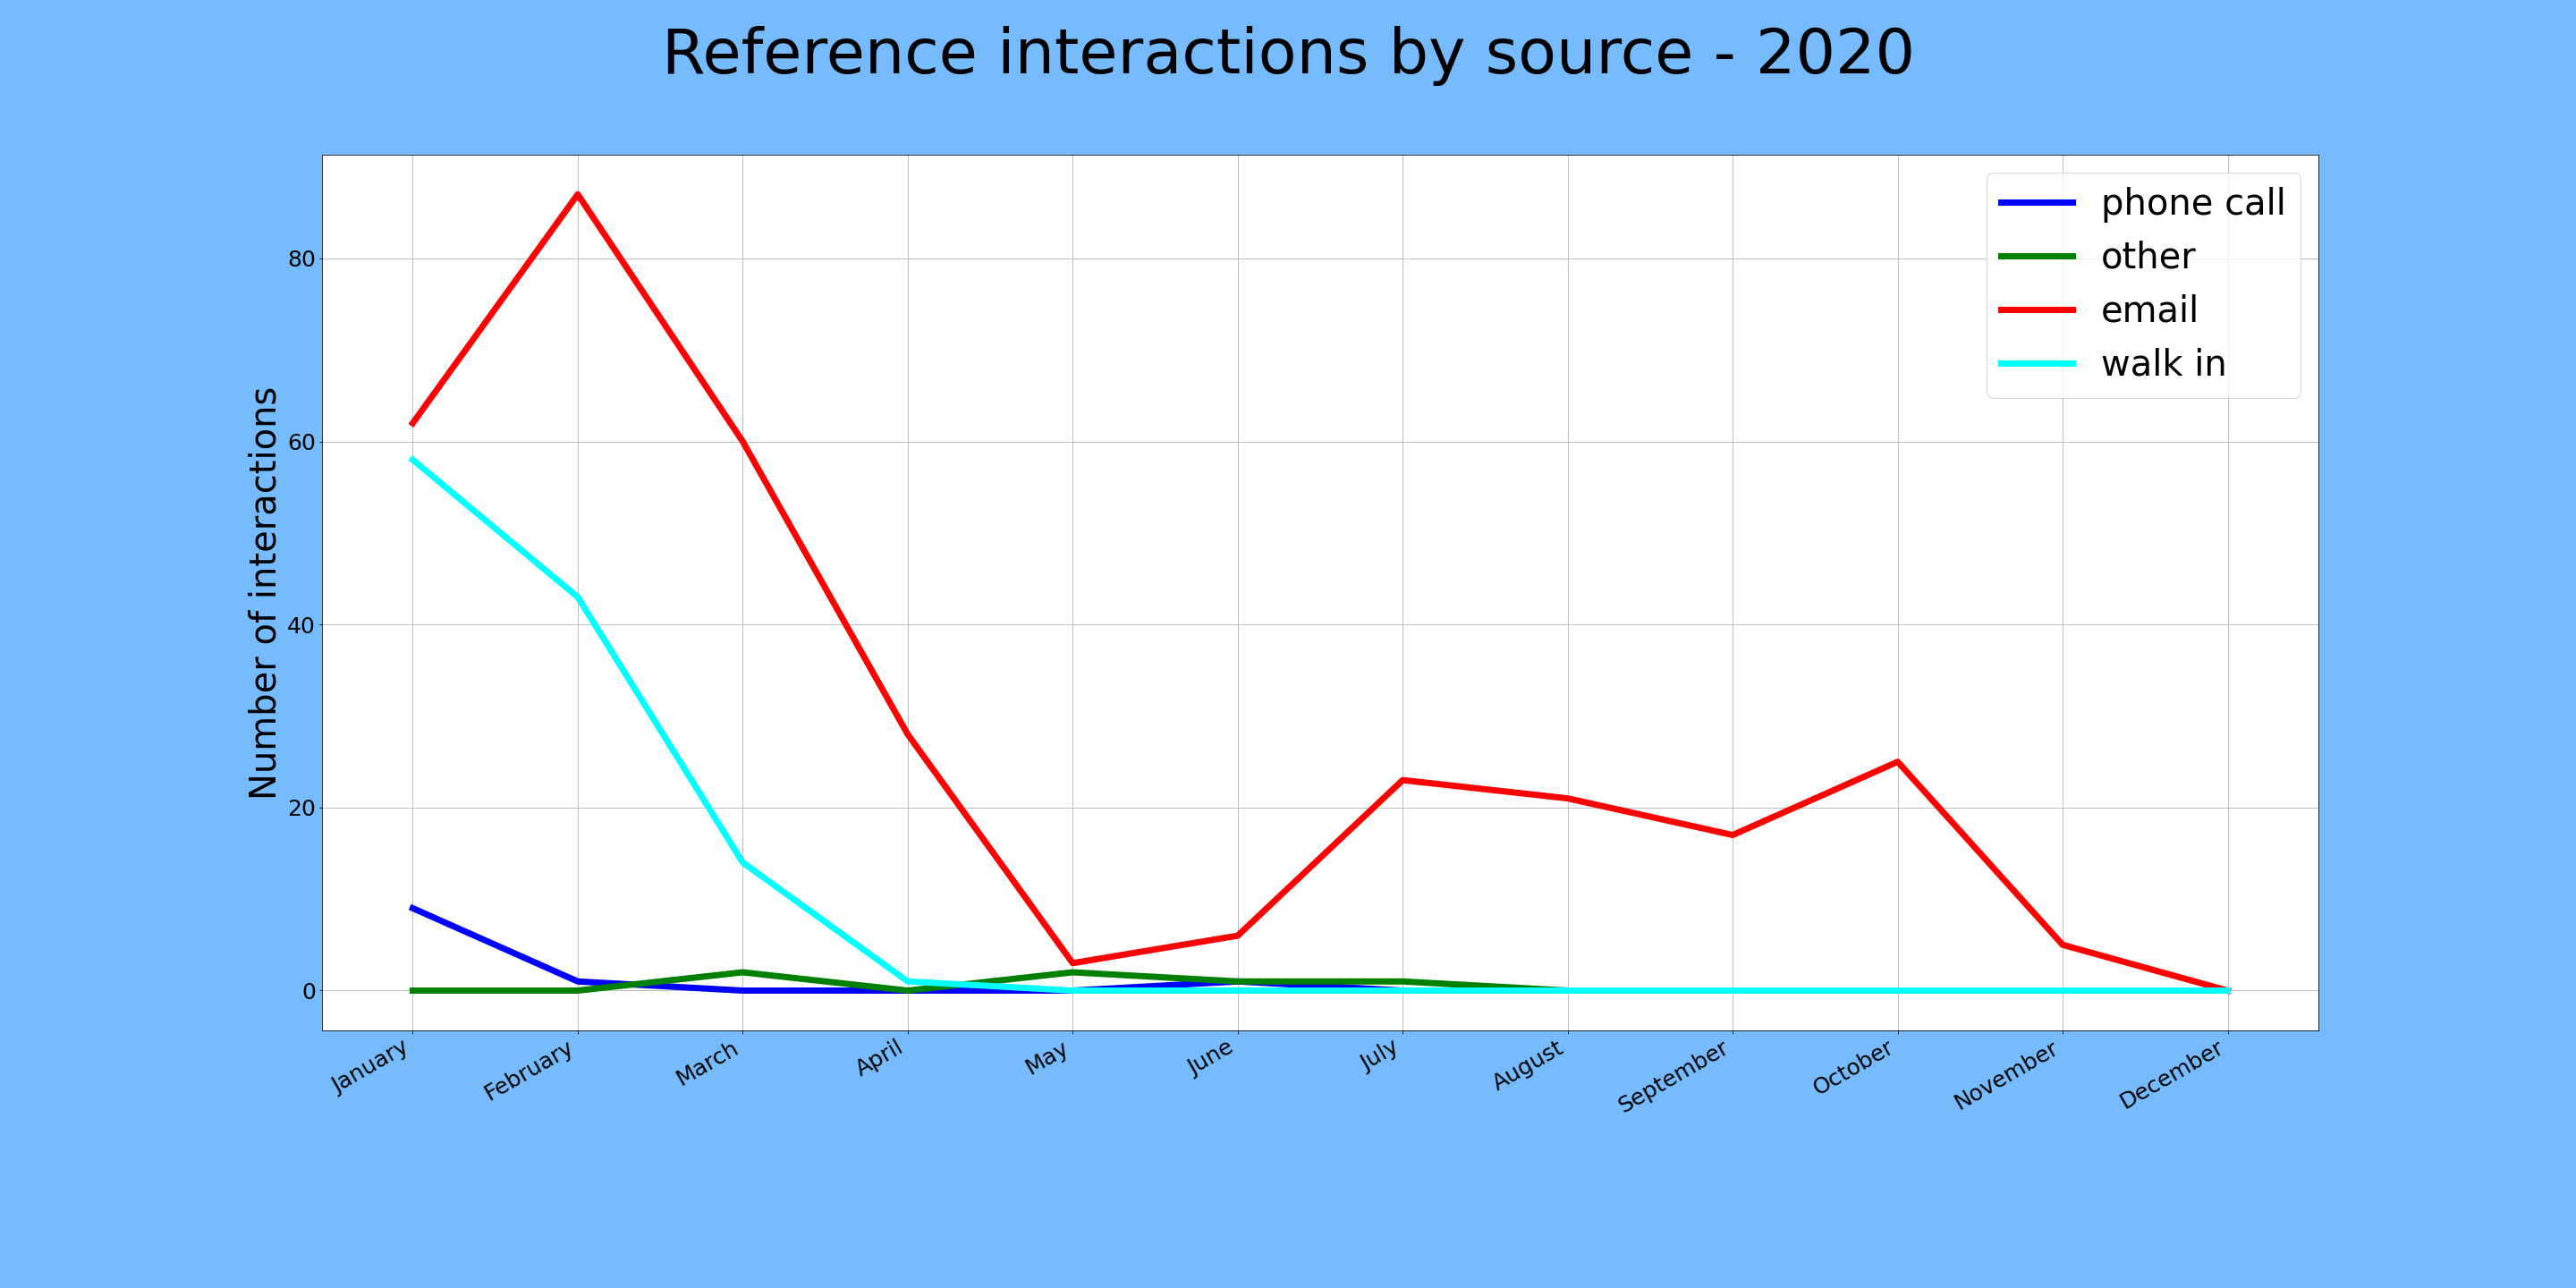 Reference interactions by source - 2020
phone call
other
email
walk in
Number of interactions
80
60
40
20
0
January
February
March
April
May
June
July
August
September
October
November
December